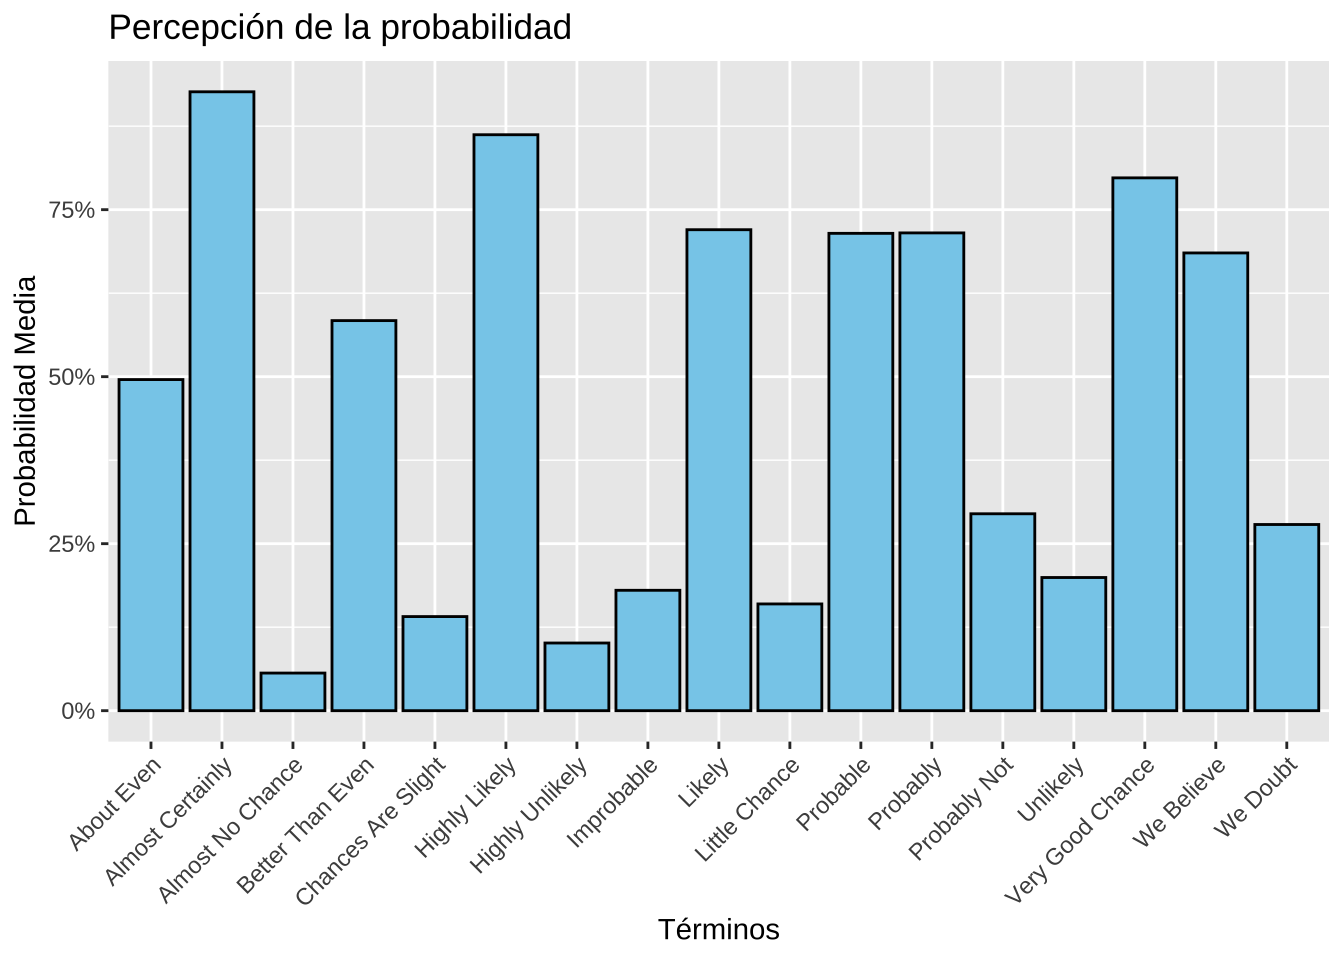 Percepción de la probabilidad
Probabilidad Media
75%
50%
25%
0%
About Even
Almost Certainly
Almost No Chance
Better Than Even
Chances Are Slight
Highly Likely
Highly Unlikely
Improbable
Likely
Little Chance
Probable
Probably
Probably Not
Unlikely
Very Good Chance
We Believe
We Doubt
Términos